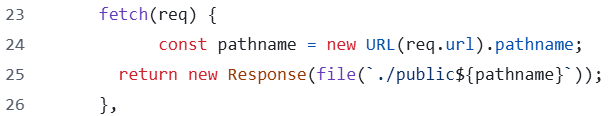 23 fetch(req) {
24 const pathname = new URL(req.url).pathname;
25 return new Response(file(`./public${pathname}`));
26 },